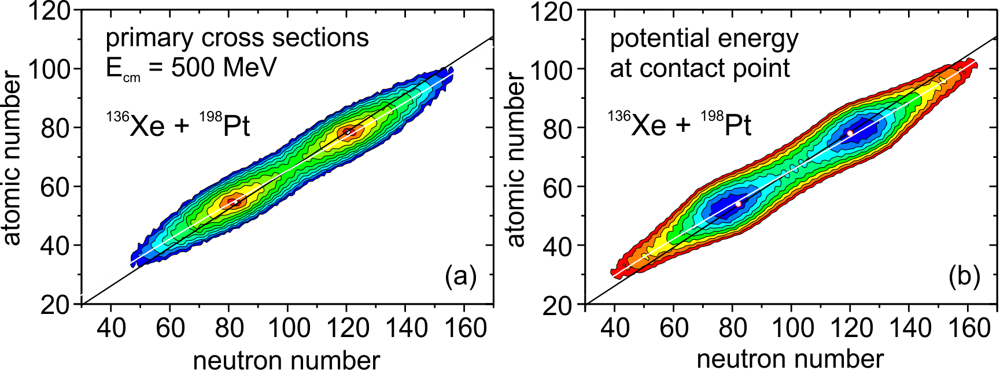 120
100
80
60
40
20
atomic number
primary cross sections
E_cm = 500 MeV
¹³⁶Xe + ¹⁹⁸Pt
(a)
40 60 80 100 120 140 160
neutron number
120
100
80
60
40
20
atomic number
potential energy
at contact point
¹³⁶Xe + ¹⁹⁸Pt
(b)
40 60 80 100 120 140 160
neutron number